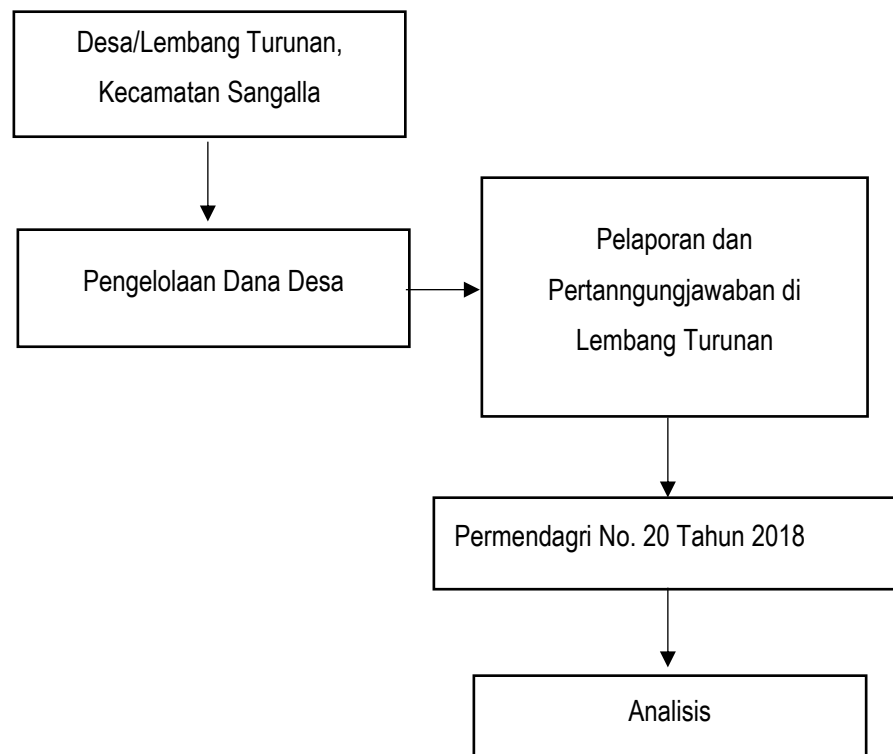 Desa/Lembang Turunan,
Kecamatan Sangalla
Pengelolaan Dana Desa
Pelaporan dan
Pertanngungjawaban di
Lembang Turunan
Permendagri No. 20 Tahun 2018
Analisis